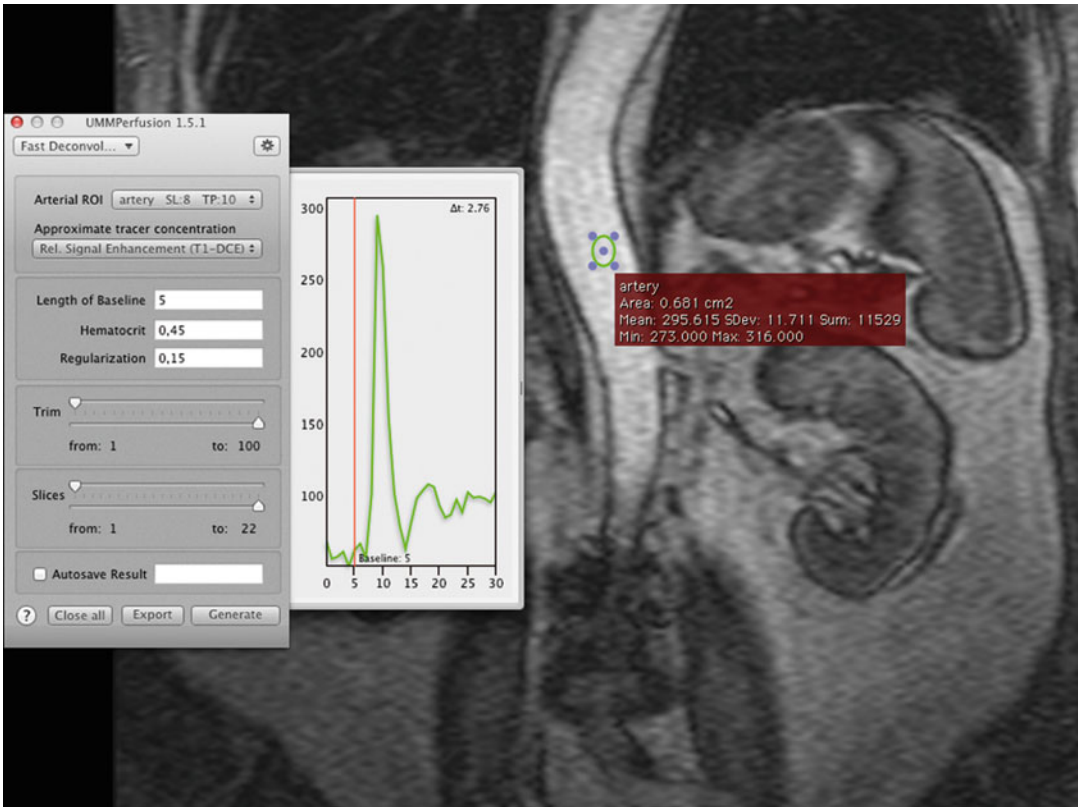 UMMPerfusion 1.5.1
Fast Deconvol...
Arterial ROI artery SL:8 TP:10
Approximate tracer concentration
Rel. Signal Enhancement (T1-DCE)
Length of Baseline 5
Hematocrit 0,45
Regularization 0,15
Trim
from: 1 to: 100
Slices
from: 1 to: 22
Autosave Result
? Close all Export Generate
Δt: 2.76
300
250
200
150
100
Baseline: 5
0 5 10 15 20 25 30
artery
Area: 0.681 cm2
Mean: 295.615 SDev: 11.711 Sum: 11529
Min: 273.000 Max: 316.000